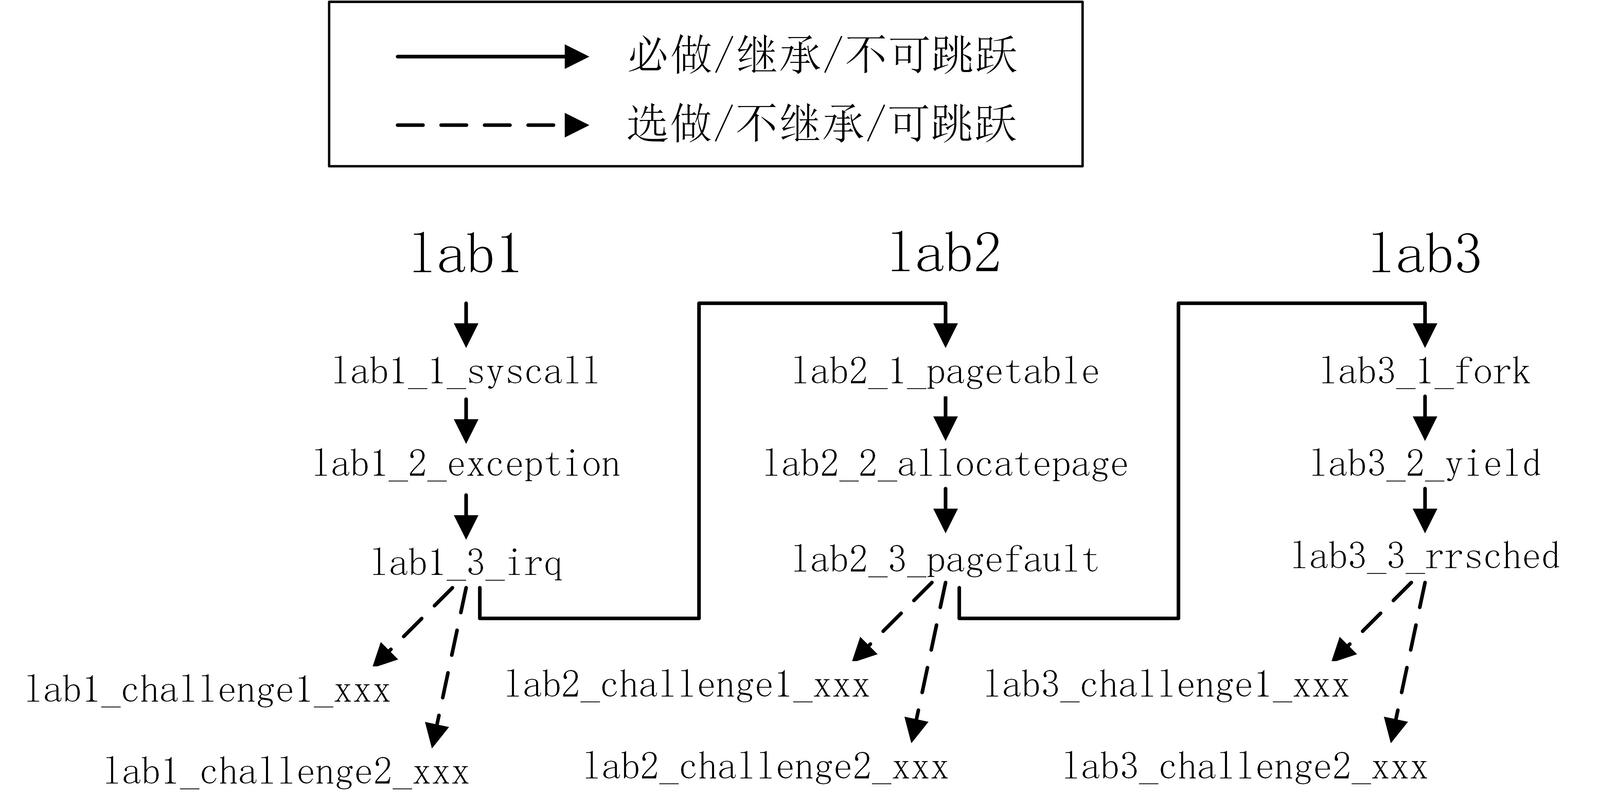 必做/继承/不可跳跃
选做/不继承/可跳跃
lab1
lab2
lab3
lab1_1_syscall
lab2_1_pagetable
lab3_1_fork
lab1_2_exception
lab2_2_allocatepage
lab3_2_yield
lab1_3_irq
lab2_3_pagefault
lab3_3_rrsched
lab1_challenge1_xxx
lab2_challenge1_xxx
lab3_challenge1_xxx
lab1_challenge2_xxx
lab2_challenge2_xxx
lab3_challenge2_xxx